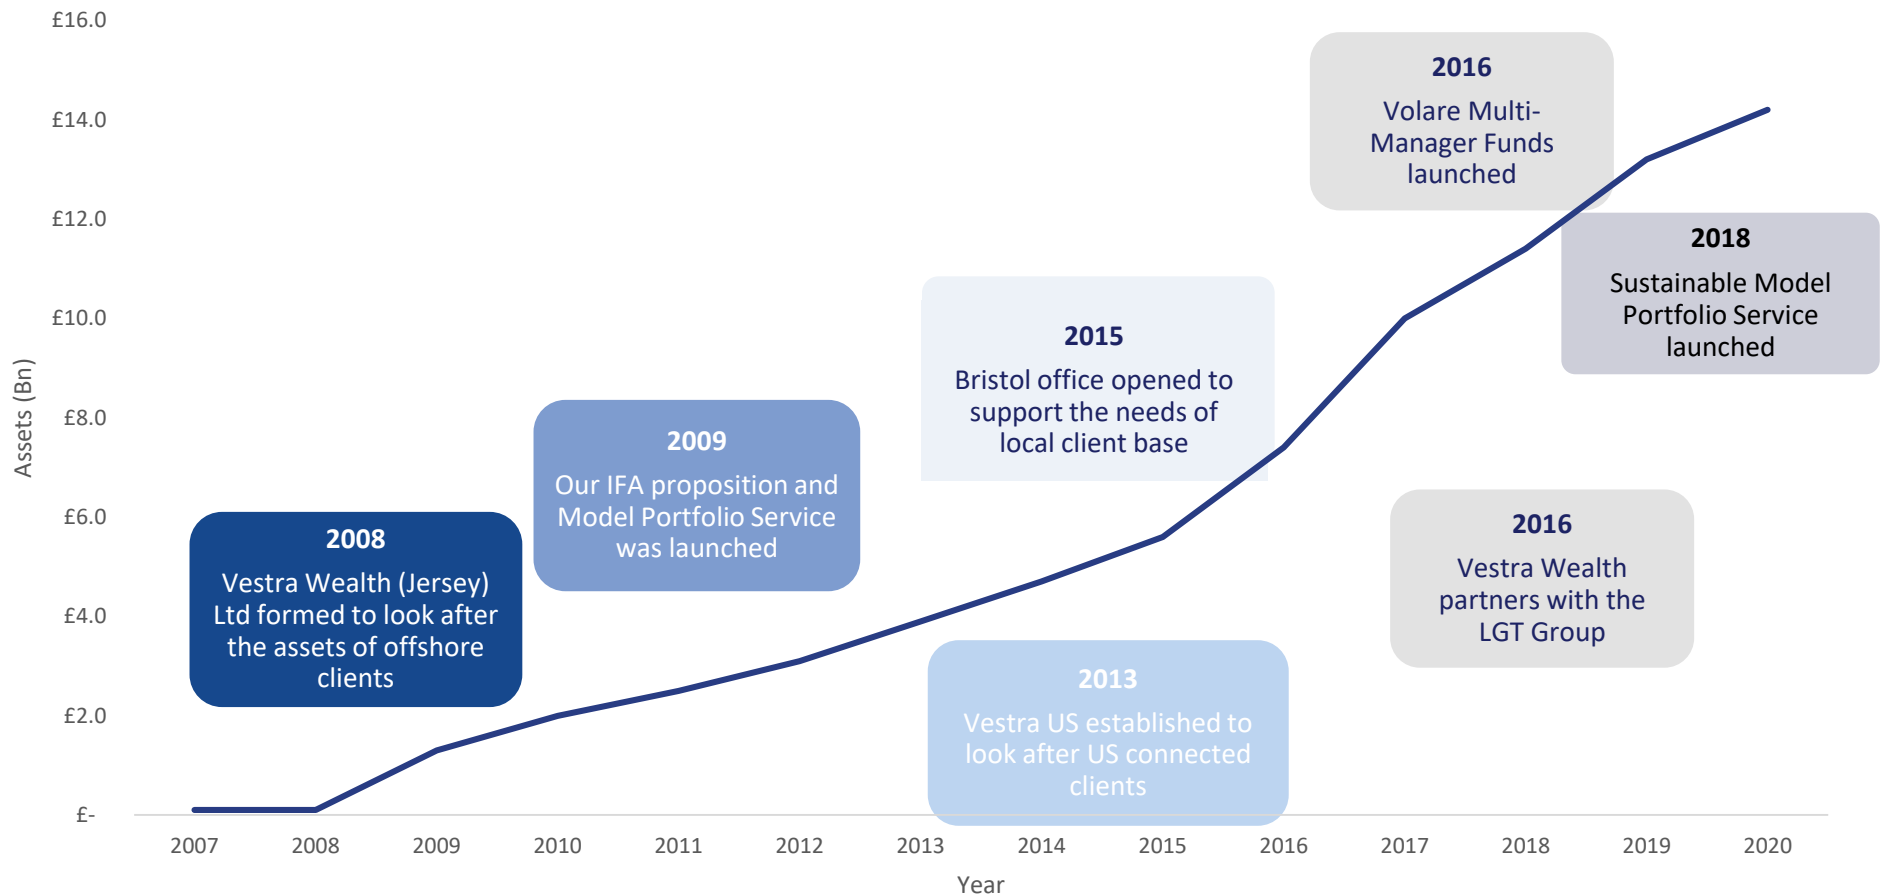 £16.0
£14.0
£12.0
£10.0
£8.0
£6.0
£4.0
£2.0
£-
Assets (Bn)
2008
Vestra Wealth (Jersey)
Ltd formed to look after
the assets of offshore
clients
2009
Our IFA proposition and
Model Portfolio Service
was launched
2015
Bristol office opened to
support the needs of
local client base
2013
Vestra US established to
look after US connected
clients
2016
Volare Multi-
Manager Funds
launched
2018
Sustainable Model
Portfolio Service
launched
2016
Vestra Wealth
partners with the
LGT Group
2007 2008 2009 2010 2011 2012 2013 2014 2015 2016 2017 2018 2019 2020
Year